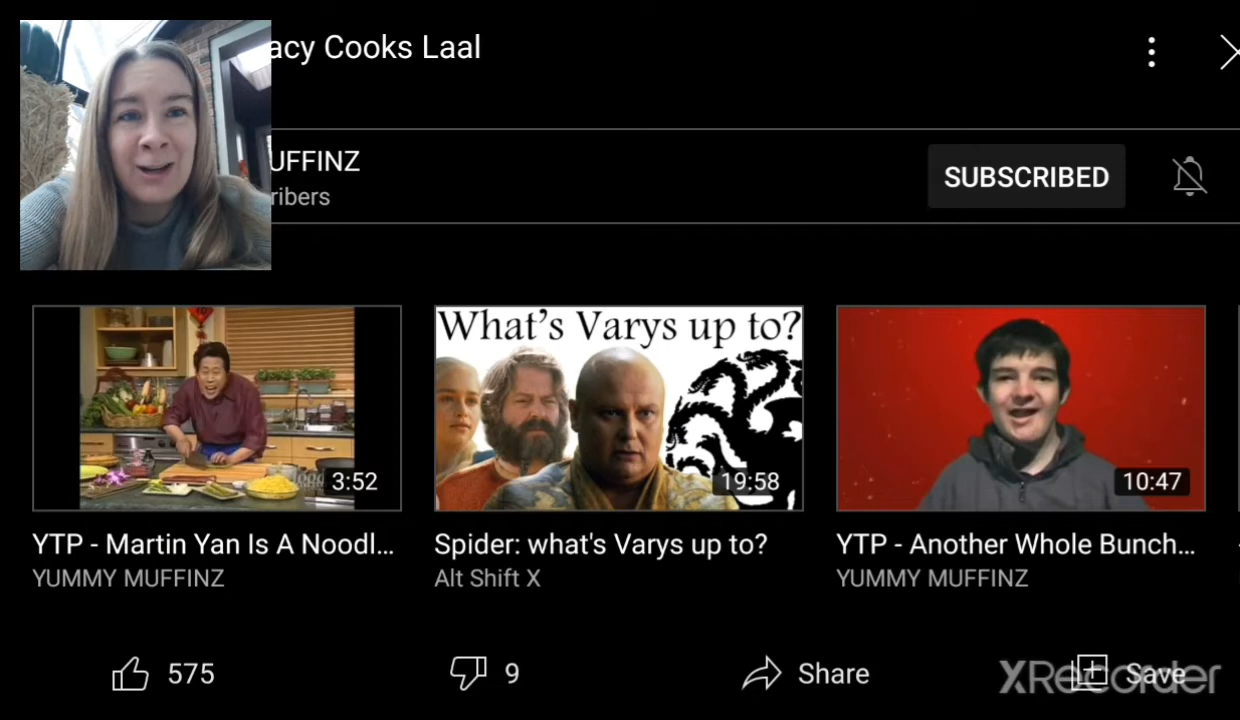 acy Cooks Laal
UFFINZ
ribers
SUBSCRIBED
What's Varys up to?
3:52
19:58
10:47
YTP - Martin Yan Is A Noodl...
Spider: what's Varys up to?
YTP - Another Whole Bunch...
YUMMY MUFFINZ
Alt Shift X
YUMMY MUFFINZ
575
9
Share
Save
XRecorder